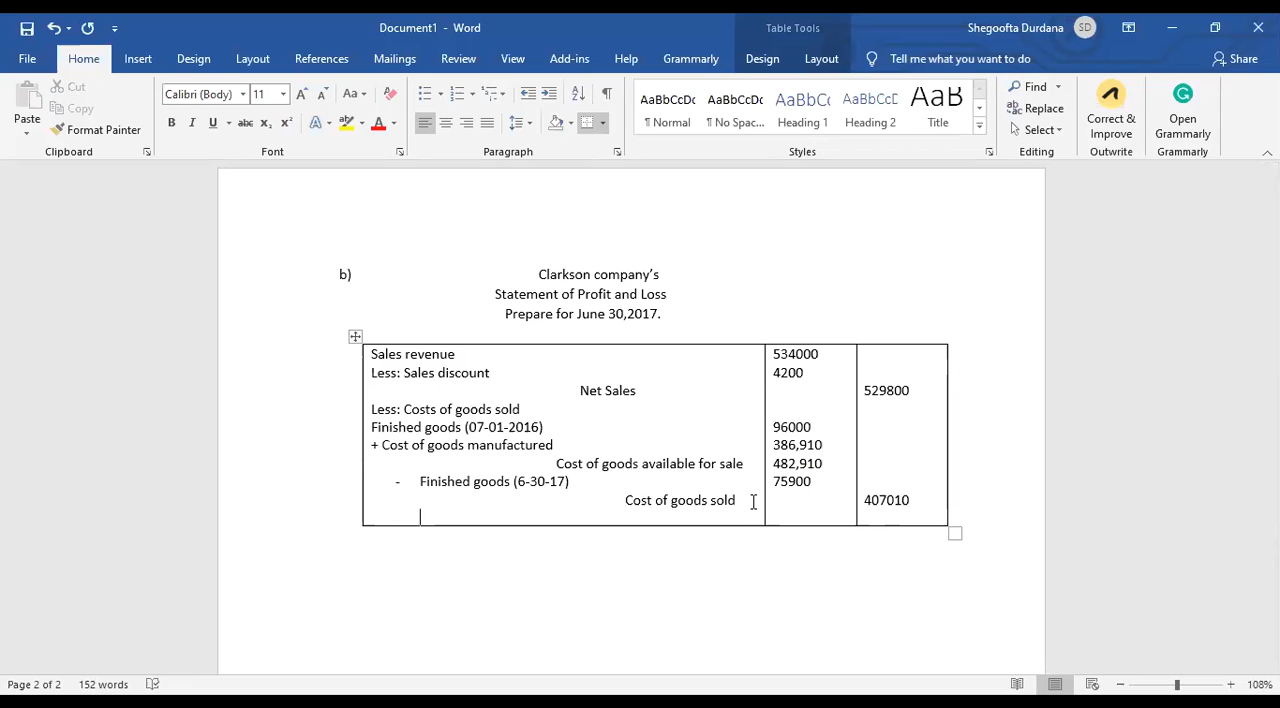 Document1 - Word
Table Tools
Shegoofta Durdana
SD
File
Home
Insert
Design
Layout
References
Mailings
Review
View
Add-ins
Help
Grammarly
Design
Layout
Tell me what you want to do
Share
Paste
Cut
Copy
Format Painter
Clipboard
Calibri (Body)
11
Font
Paragraph
AaBbCcDc
¶ Normal
AaBbCcDc
¶ No Spac...
AaBbCc
Heading 1
AaBbCcD
Heading 2
AaB
Title
Styles
Find
Replace
Select
Editing
Correct &
Improve
Outwrite
Open
Grammarly
Grammarly
b)
Clarkson company's
Statement of Profit and Loss
Prepare for June 30,2017.
Sales revenue 534000
Less: Sales discount 4200
Net Sales 529800
Less: Costs of goods sold
Finished goods (07-01-2016) 96000
+ Cost of goods manufactured 386,910
Cost of goods available for sale 482,910
- Finished goods (6-30-17) 75900
Cost of goods sold 407010
Page 2 of 2
152 words
108%